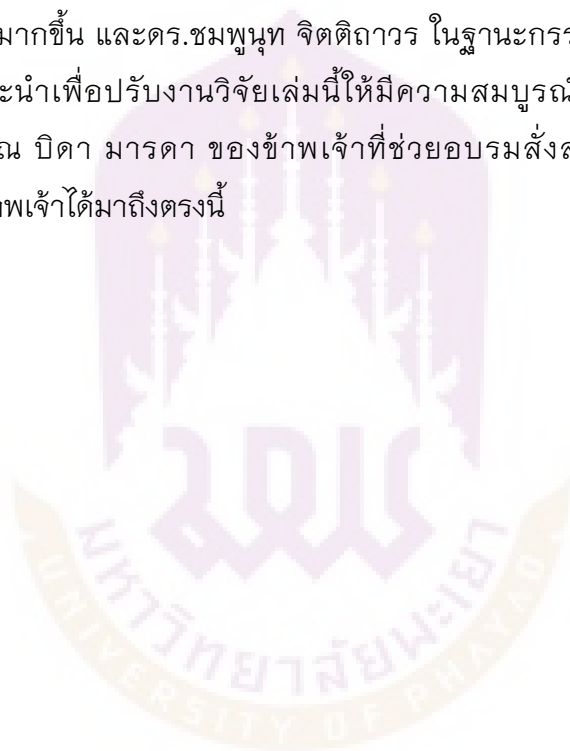 มากขึ้น และดร.ชมพูนุท จิตติถาวร ในฐานะกรร
ะนำเพื่อปรับงานวิจัยเล่มนี้ให้มีความสมบูรณ์
ณ บิดา มารดา ของข้าพเจ้าที่ช่วยอบรมสั่งส
พเจ้าได้มาถึงตรงนี้
มพ
มหาวิทยาลัยพะเยา
UNIVERSITY OF PHAYAO